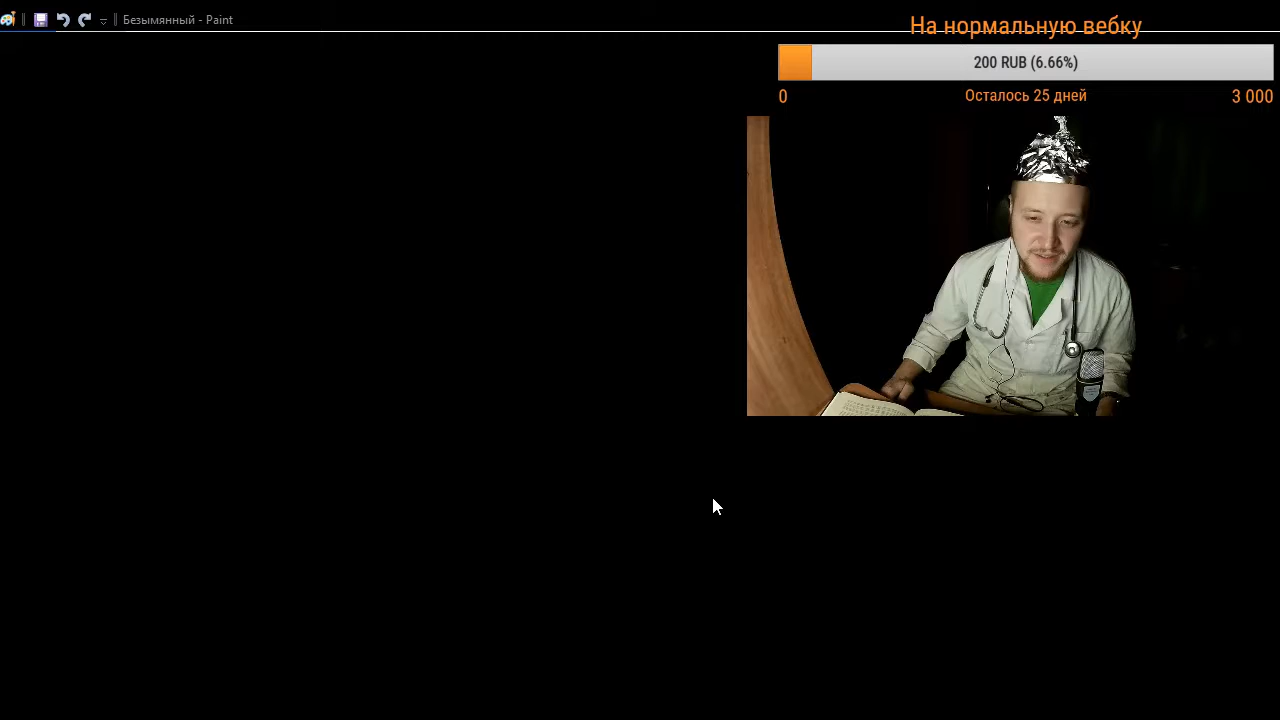 Безымянный - Paint
На нормальную вебку
200 RUB (6.66%)
0
Осталось 25 дней
3 000